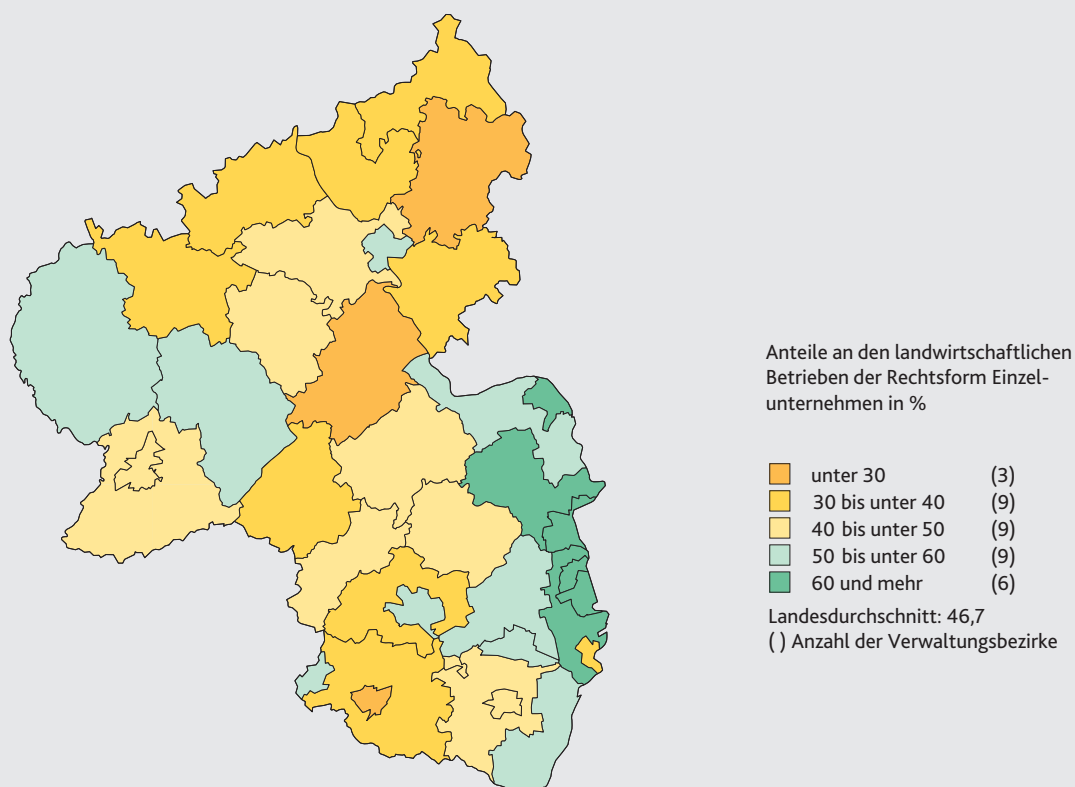 Anteile an den landwirtschaftlichen
Betrieben der Rechtsform Einzel-
unternehmen in %
unter 30 (3)
30 bis unter 40 (9)
40 bis unter 50 (9)
50 bis unter 60 (9)
60 und mehr (6)
Landesdurchschnitt: 46,7
( ) Anzahl der Verwaltungsbezirke